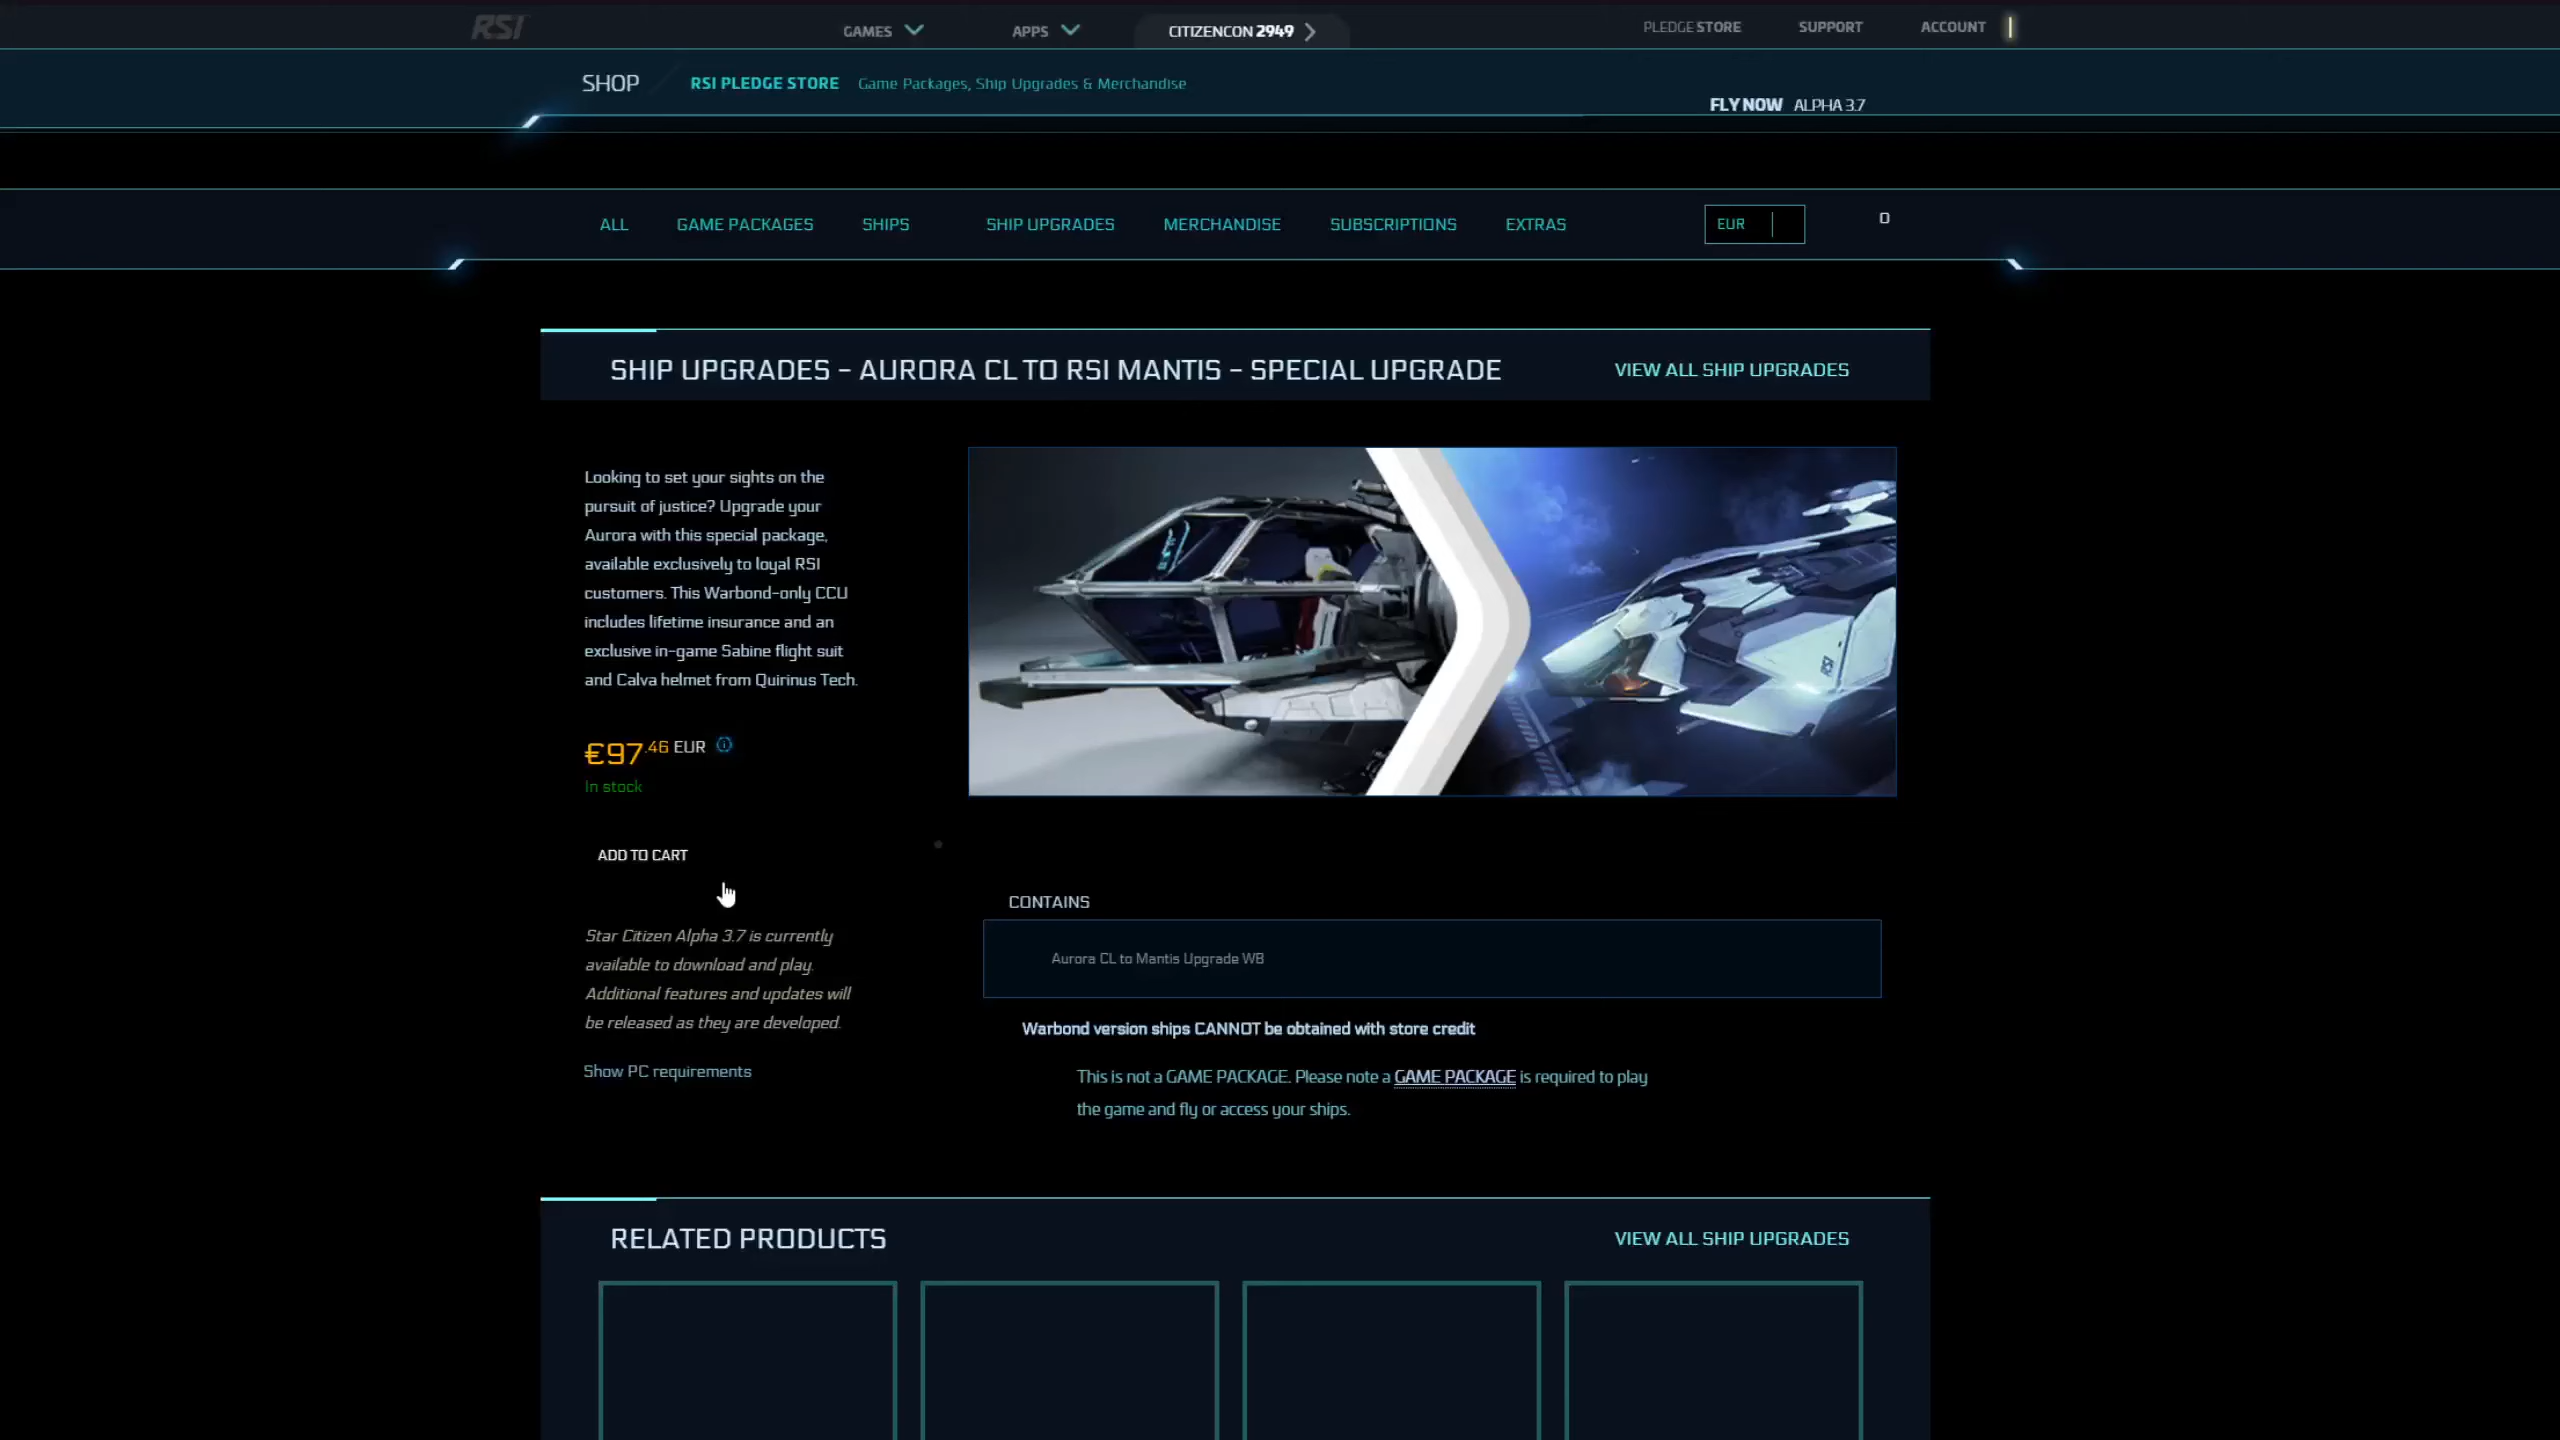 RSI
GAMES
APPS
CITIZENCON 2949
PLEDGE STORE
SUPPORT
ACCOUNT
SHOP
RSI PLEDGE STORE
Game Packages, Ship Upgrades & Merchandise
FLY NOW ALPHA 3.7
ALL
GAME PACKAGES
SHIPS
SHIP UPGRADES
MERCHANDISE
SUBSCRIPTIONS
EXTRAS
EUR
0
SHIP UPGRADES - AURORA CL TO RSI MANTIS - SPECIAL UPGRADE
VIEW ALL SHIP UPGRADES
Looking to set your sights on the
pursuit of justice? Upgrade your
Aurora with this special package,
available exclusively to loyal RSI
customers. This Warbond-only CCU
includes lifetime insurance and an
exclusive in-game Sabine flight suit
and Calva helmet from Quirinus Tech.
€97.46 EUR
In stock
ADD TO CART
Star Citizen Alpha 3.7 is currently
available to download and play.
Additional features and updates will
be released as they are developed.
Show PC requirements
RSI
CONTAINS
Aurora CL to Mantis Upgrade WB
Warbond version ships CANNOT be obtained with store credit
This is not a GAME PACKAGE. Please note a GAME PACKAGE is required to play
the game and fly or access your ships.
RELATED PRODUCTS
VIEW ALL SHIP UPGRADES